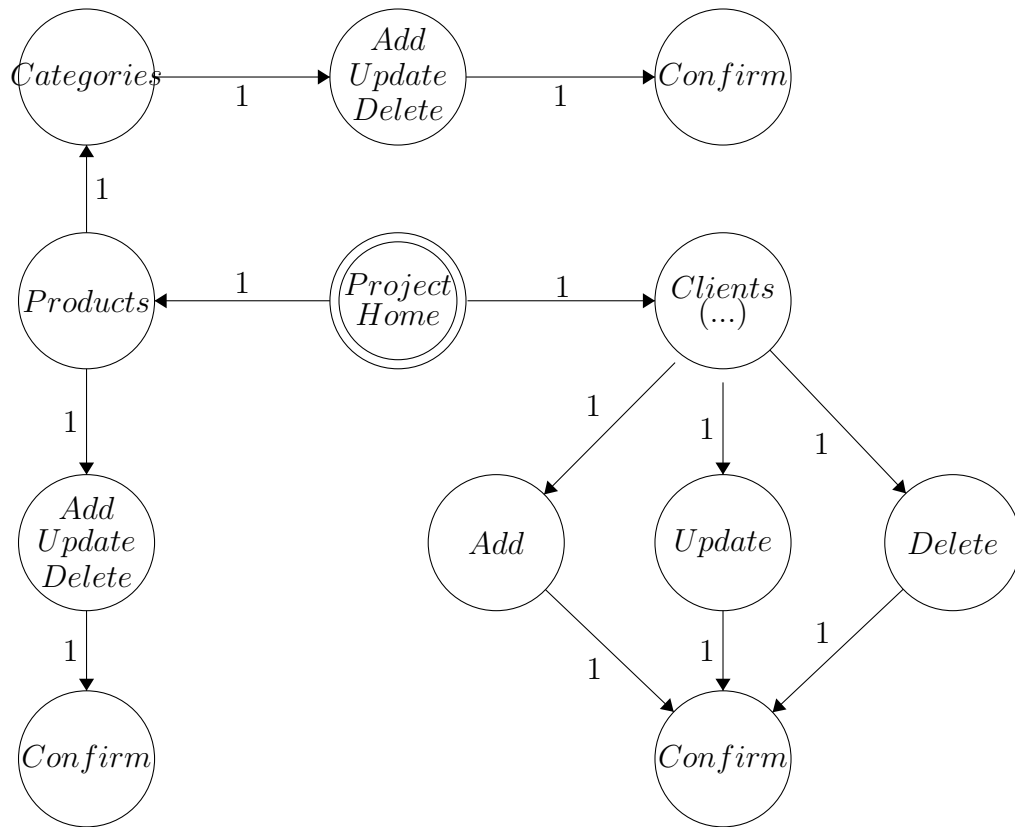 Add
Update
Delete
Categories
Confirm
1
1
1
Products
Project
Home
Clients
(...)
1
1
1
1
1
1
Add
Update
Delete
Add
Update
Delete
1
1
1
1
Confirm
Confirm